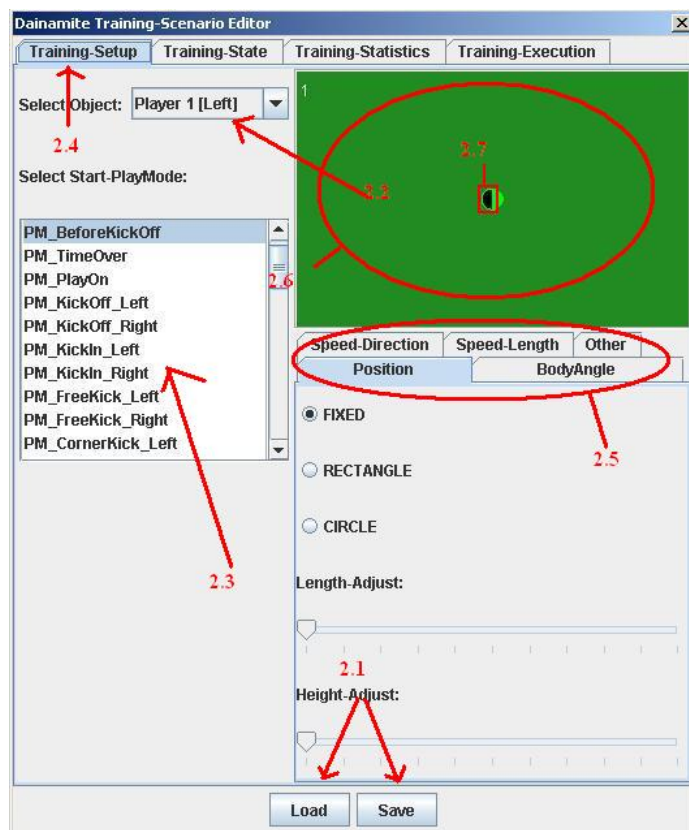 Dainamite Training-Scenario Editor
Training-Setup Training-State Training-Statistics Training-Execution
Select Object: Player 1 [Left]
2.4
Select Start-PlayMode:
PM_BeforeKickOff
PM_TimeOver
PM_PlayOn
PM_KickOff_Left
PM_KickOff_Right
PM_KickIn_Left
PM_KickIn_Right
PM_FreeKick_Left
PM_FreeKick_Right
PM_CornerKick_Left
2.3
1
2.7
2.2
2.6
Speed-Direction Speed-Length Other
Position BodyAngle
FIXED
2.5
RECTANGLE
CIRCLE
Length-Adjust:
2.1
Height-Adjust:
Load Save